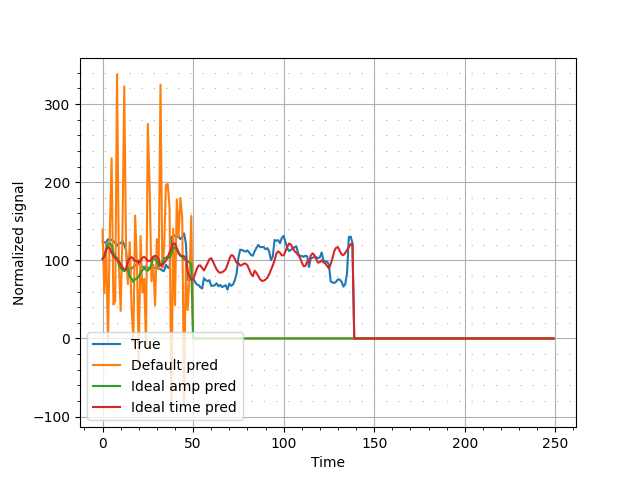 Normalized signal
300
200
100
0
−100
True
Default pred
Ideal amp pred
Ideal time pred
0
50
100
150
200
250
Time